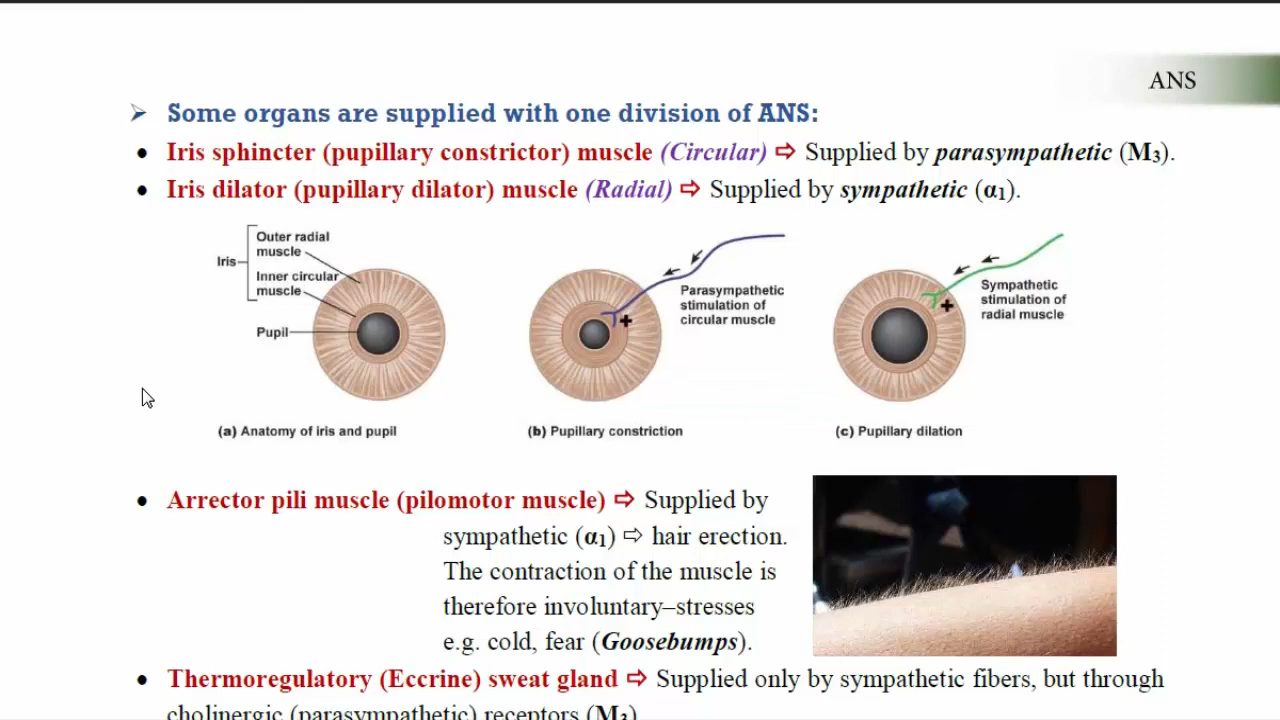 ANS
➢ Some organs are supplied with one division of ANS:
• Iris sphincter (pupillary constrictor) muscle (Circular) ⇨ Supplied by parasympathetic (M3).
• Iris dilator (pupillary dilator) muscle (Radial) ⇨ Supplied by sympathetic (α1).
Iris
Outer radial
muscle
Inner circular
muscle
Pupil
(a) Anatomy of iris and pupil
Parasympathetic
stimulation of
circular muscle
+
(b) Pupillary constriction
Sympathetic
stimulation of
radial muscle
+
(c) Pupillary dilation
• Arrector pili muscle (pilomotor muscle) ⇨ Supplied by
sympathetic (α1) ⇨ hair erection.
The contraction of the muscle is
therefore involuntary–stresses
e.g. cold, fear (Goosebumps).
• Thermoregulatory (Eccrine) sweat gland ⇨ Supplied only by sympathetic fibers, but through
cholinergic (parasympathetic) receptors (M3)